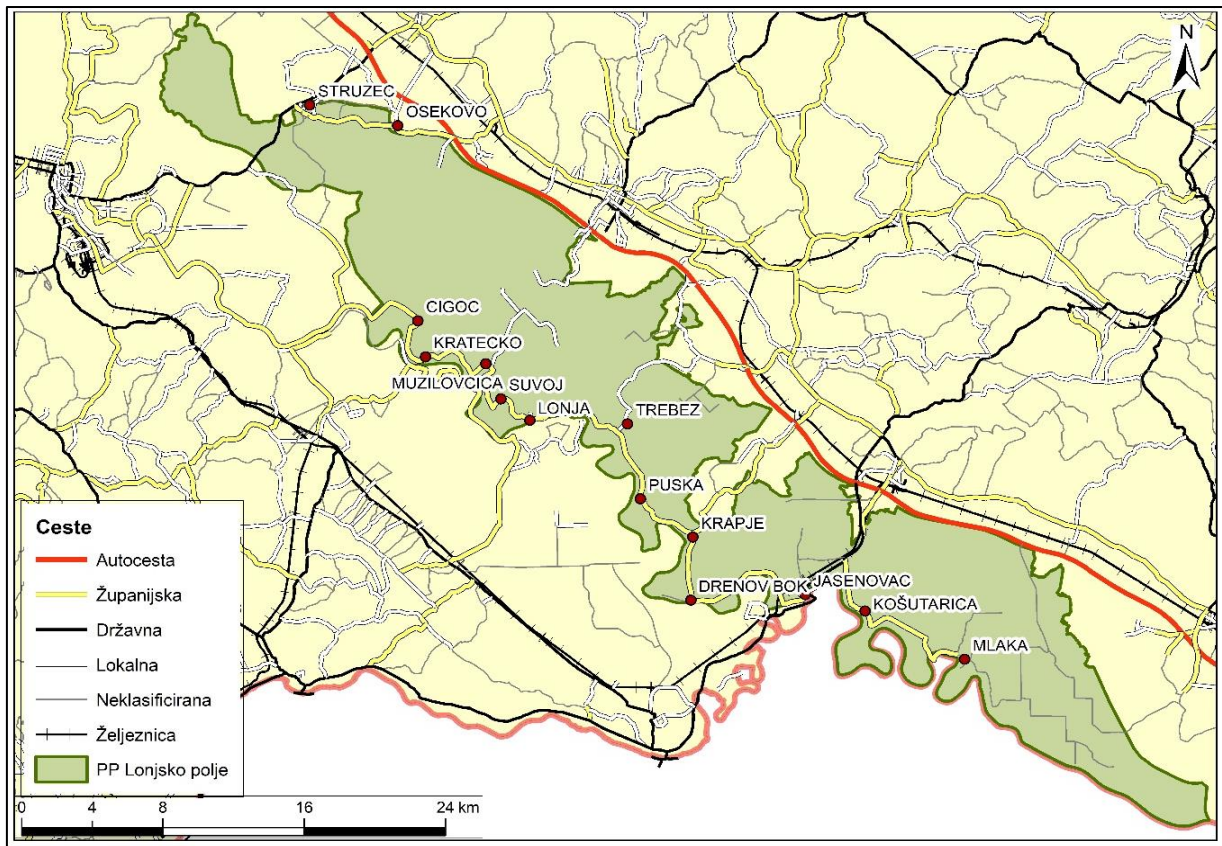 N
STRUZEC
OSEKOVO
CIGOC
KRATECKO
MUZILOVCICA
SUVOJ
LONJA
TREBEZ
PUSKA
KRAPJE
DRENOV BOK
JASENOVAC
KOŠUTARICA
MLAKA
Ceste
Autocesta
Županijska
Državna
Lokalna
Neklasificirana
Željeznica
PP Lonjsko polje
0 4 8 16 24 km